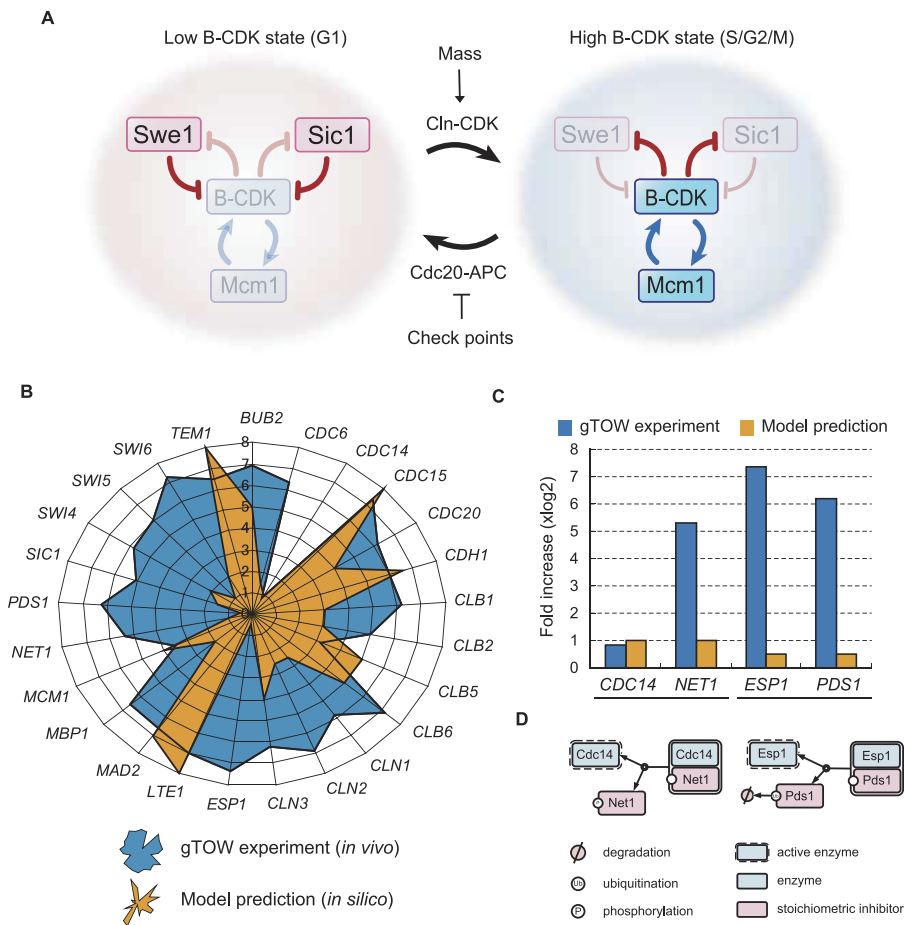 A
Low B-CDK state (G1)
High B-CDK state (S/G2/M)
Mass
Cln-CDK
Swe1
Sic1
B-CDK
Mcm1
Swe1
Sic1
B-CDK
Mcm1
Cdc20-APC
Check points
B
BUB2
CDC6
CDC14
CDC15
CDC20
CDH1
CLB1
CLB2
CLB5
CLB6
CLN1
CLN2
CLN3
ESP1
LTE1
MAD2
MBP1
MCM1
NET1
PDS1
SIC1
SWI4
SWI5
SWI6
TEM1
8
7
6
5
4
3
2
1
0
gTOW experiment (in vivo)
Model prediction (in silico)
C
gTOW experiment
Model prediction
Fold increase (xlog2)
8
7
6
5
4
3
2
1
0
CDC14
NET1
ESP1
PDS1
D
Cdc14
Cdc14
Net1
P
Net1
Esp1
Esp1
Pds1
Ub
Pds1
degradation
active enzyme
Ub
ubiquitination
enzyme
P
phosphorylation
stoichiometric inhibitor